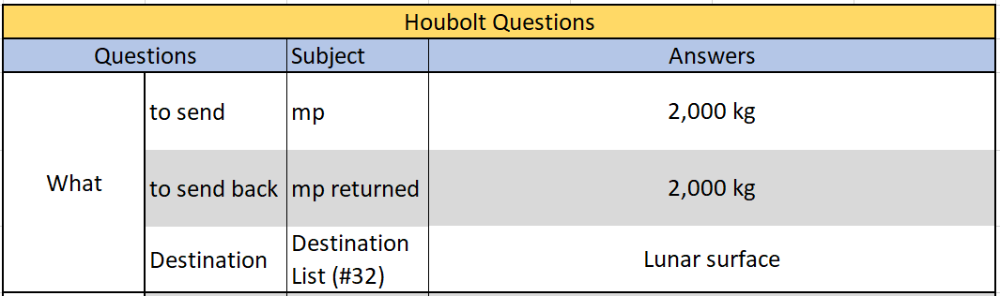 Houbolt Questions
Questions Subject Answers
to send mp 2,000 kg
What to send back mp returned 2,000 kg
Destination Destination List (#32) Lunar surface